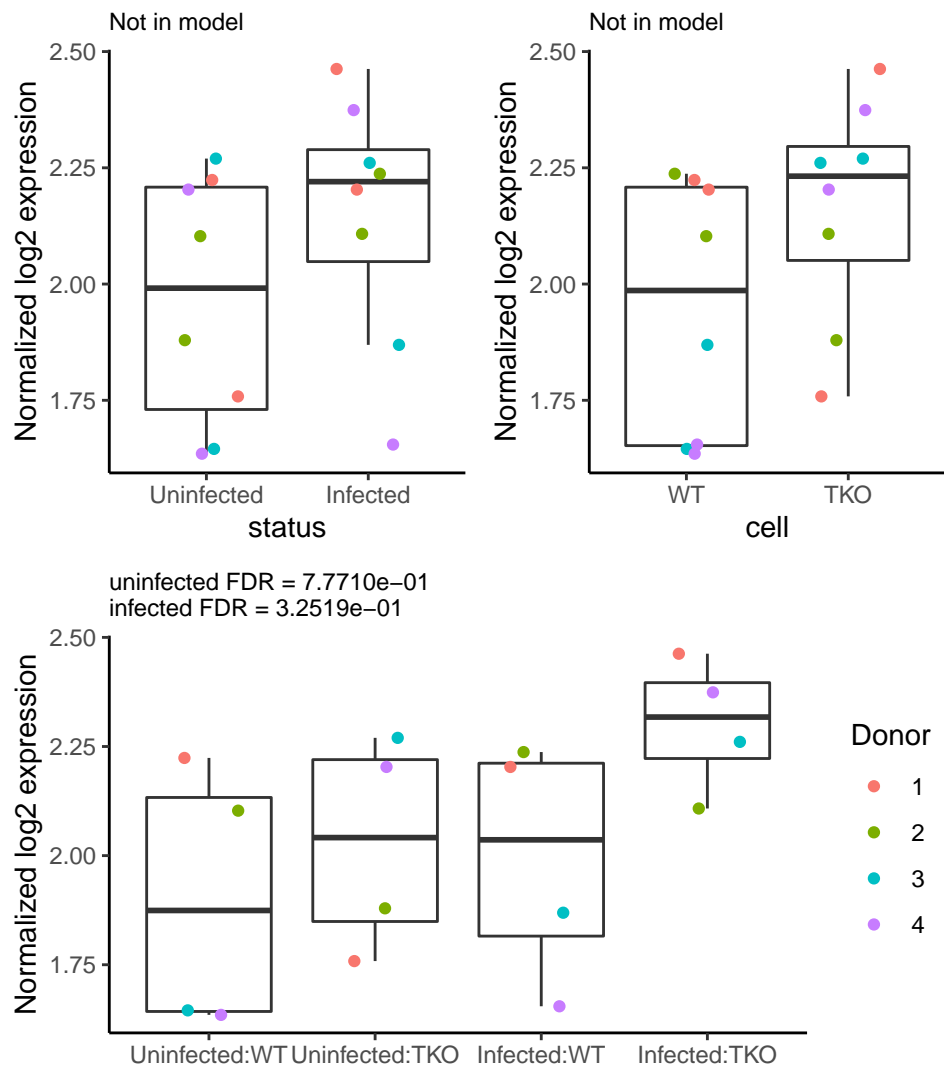 Not in model
2.50
2.25
2.00
1.75
Normalized log2 expression
Uninfected Infected
status
Not in model
2.50
2.25
2.00
1.75
Normalized log2 expression
WT TKO
cell
uninfected FDR = 7.7710e−01
infected FDR = 3.2519e−01
2.50
2.25
2.00
1.75
Normalized log2 expression
Uninfected:WT Uninfected:TKO Infected:WT Infected:TKO
Donor
1
2
3
4